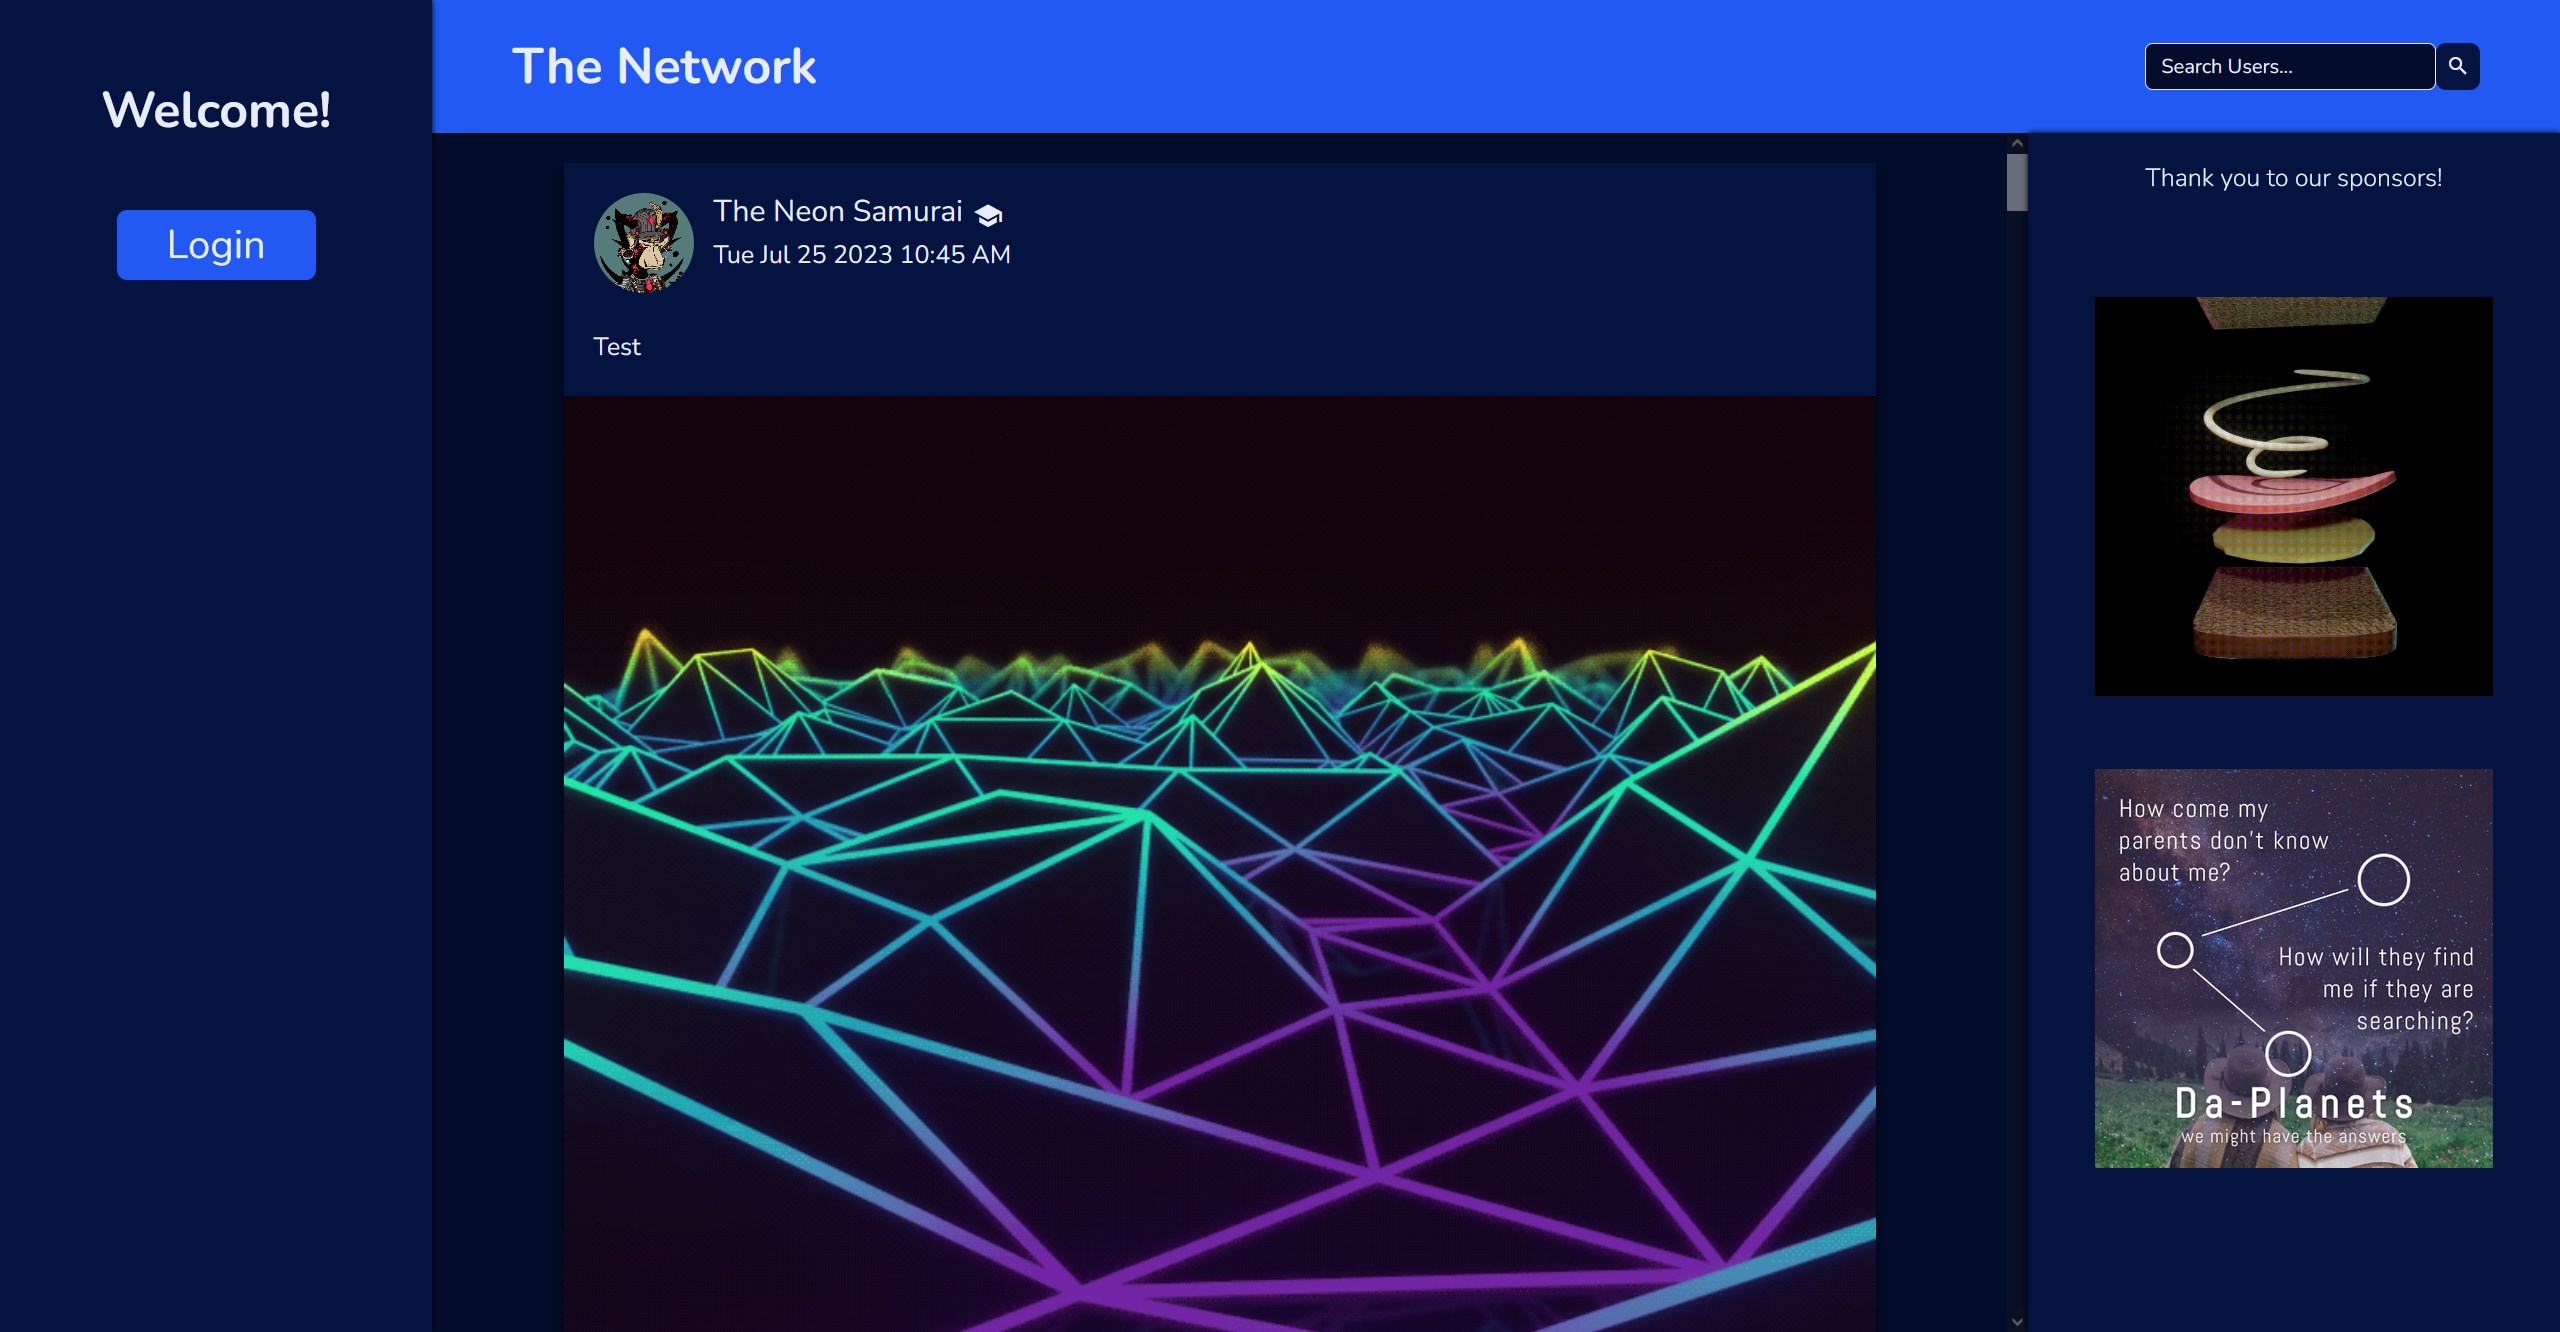 Welcome!
Login
The Network
Search Users...
The Neon Samurai
Tue Jul 25 2023 10:45 AM
Test
Thank you to our sponsors!
How come my
parents don't know
about me?
How will they find
me if they are
searching?
Da-Planets
we might have the answers